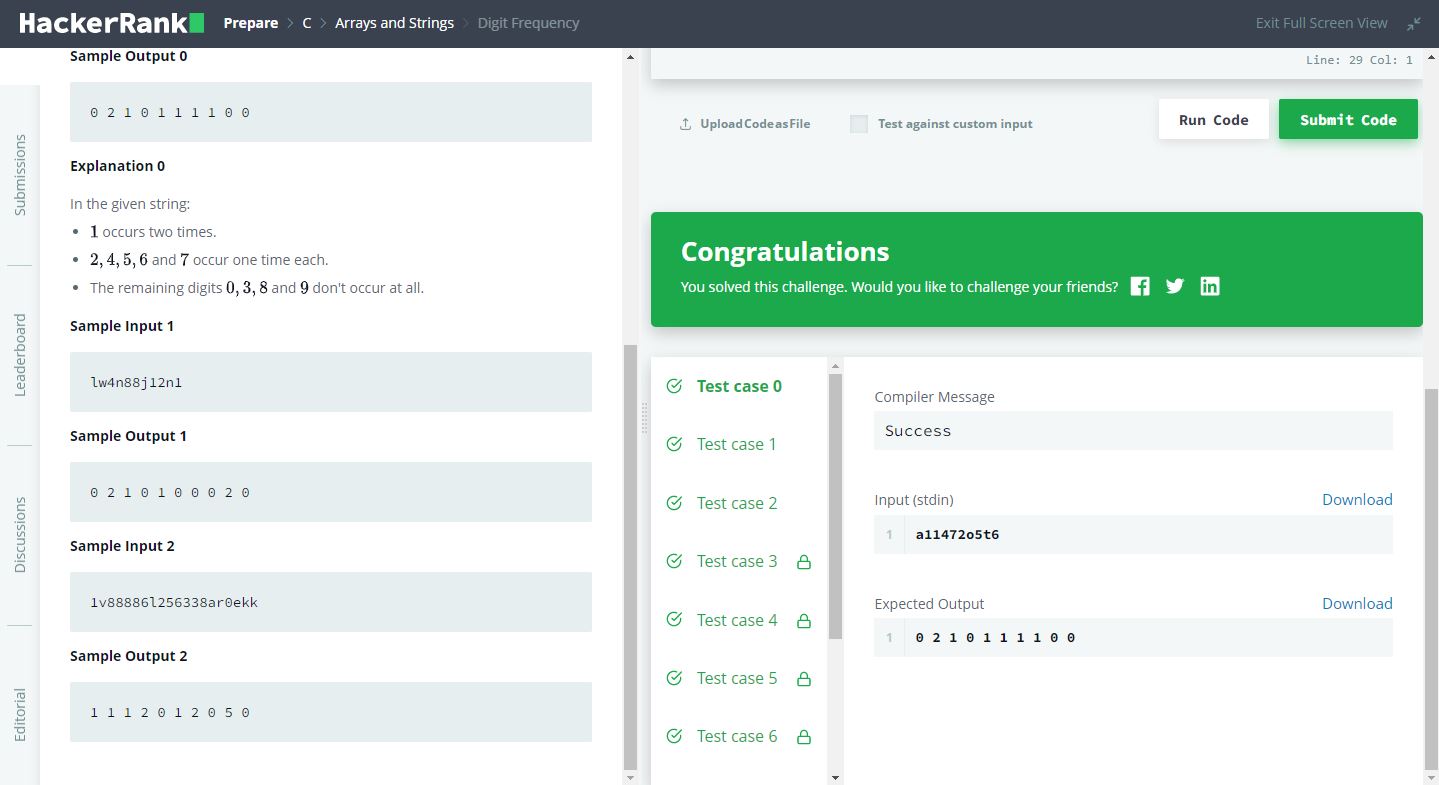 HackerRank Prepare > C > Arrays and Strings > Digit Frequency Exit Full Screen View
Submissions
Leaderboard
Discussions
Editorial
Sample Output 0
0 2 1 0 1 1 1 1 0 0
Explanation 0
In the given string:
• 1 occurs two times.
• 2, 4, 5, 6 and 7 occur one time each.
• The remaining digits 0, 3, 8 and 9 don't occur at all.
Sample Input 1
lw4n88j12n1
Sample Output 1
0 2 1 0 1 0 0 0 2 0
Sample Input 2
1v88886l256338ar0ekk
Sample Output 2
1 1 1 2 0 1 2 0 5 0
Line: 29 Col: 1
Upload Code as File
Test against custom input
Run Code
Submit Code
Congratulations
You solved this challenge. Would you like to challenge your friends?
Test case 0
Test case 1
Test case 2
Test case 3
Test case 4
Test case 5
Test case 6
Compiler Message
Success
Input (stdin)
Download
1 a11472o5t6
Expected Output
Download
1 0 2 1 0 1 1 1 1 0 0